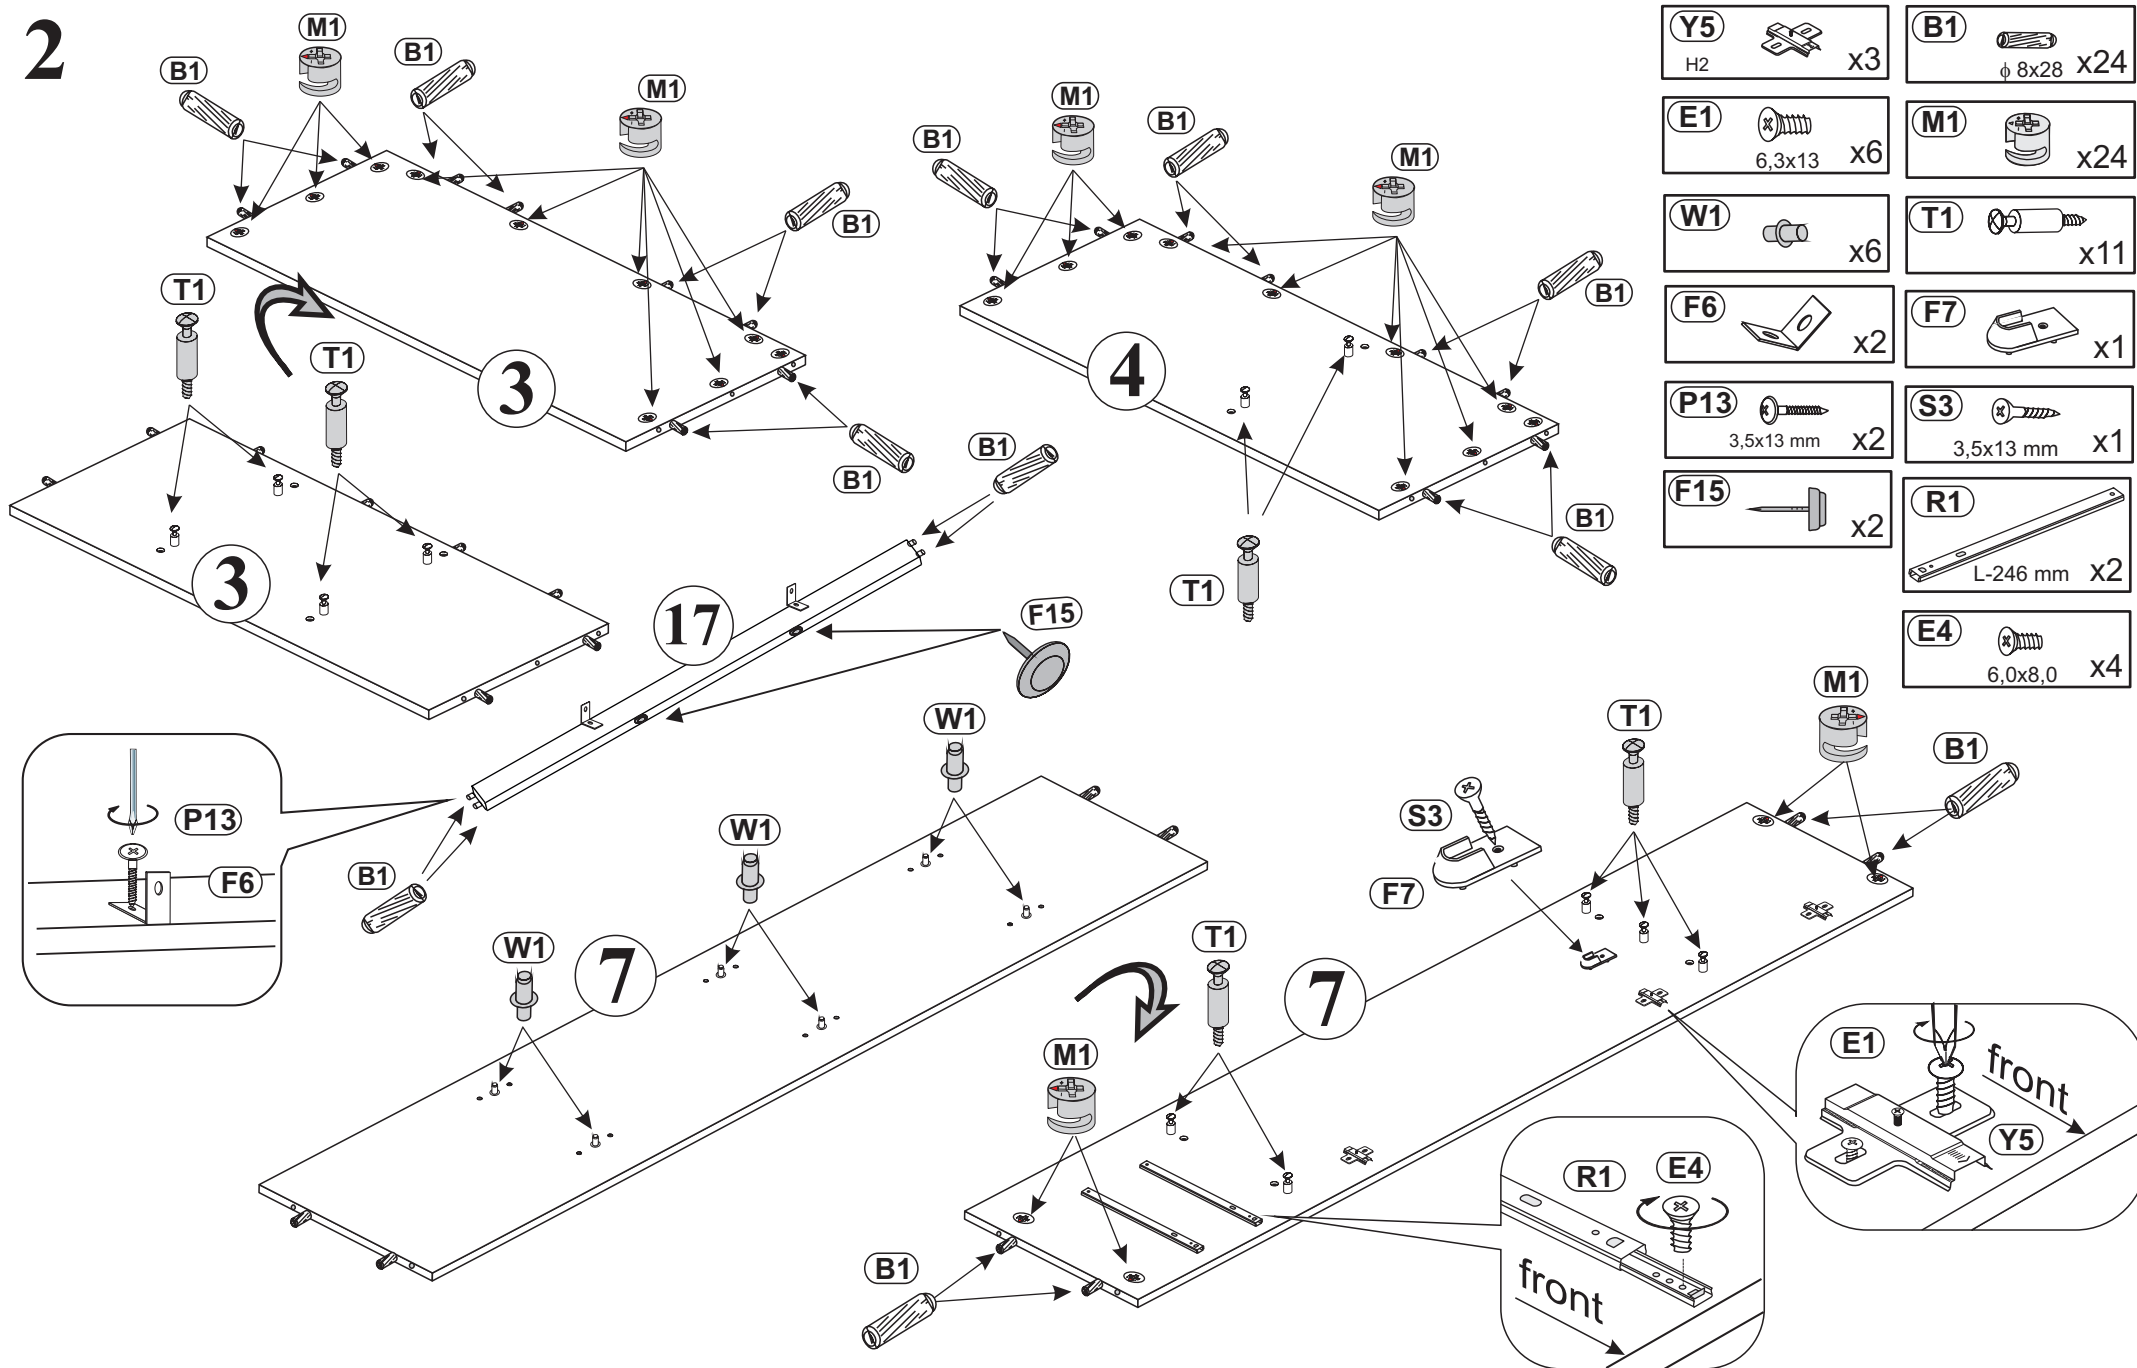 2
M1
B1
B1
M1
B1
T1
T1
3
B1
3
M1
B1
B1
M1
B1
4
B1
T1
B1
17
F15
B1
P13
F6
W1
W1
W1
7
Y5
H2
x3
B1
ϕ 8x28 x24
E1
6,3x13
x6
M1
x24
W1
x6
T1
x11
F6
x2
F7
x1
P13
3,5x13 mm
x2
S3
3,5x13 mm
x1
F15
x2
R1
L-246 mm x2
E4
6,0x8,0
x4
M1
T1
B1
S3
F7
T1
7
M1
B1
R1
E4
front
E1
front
Y5